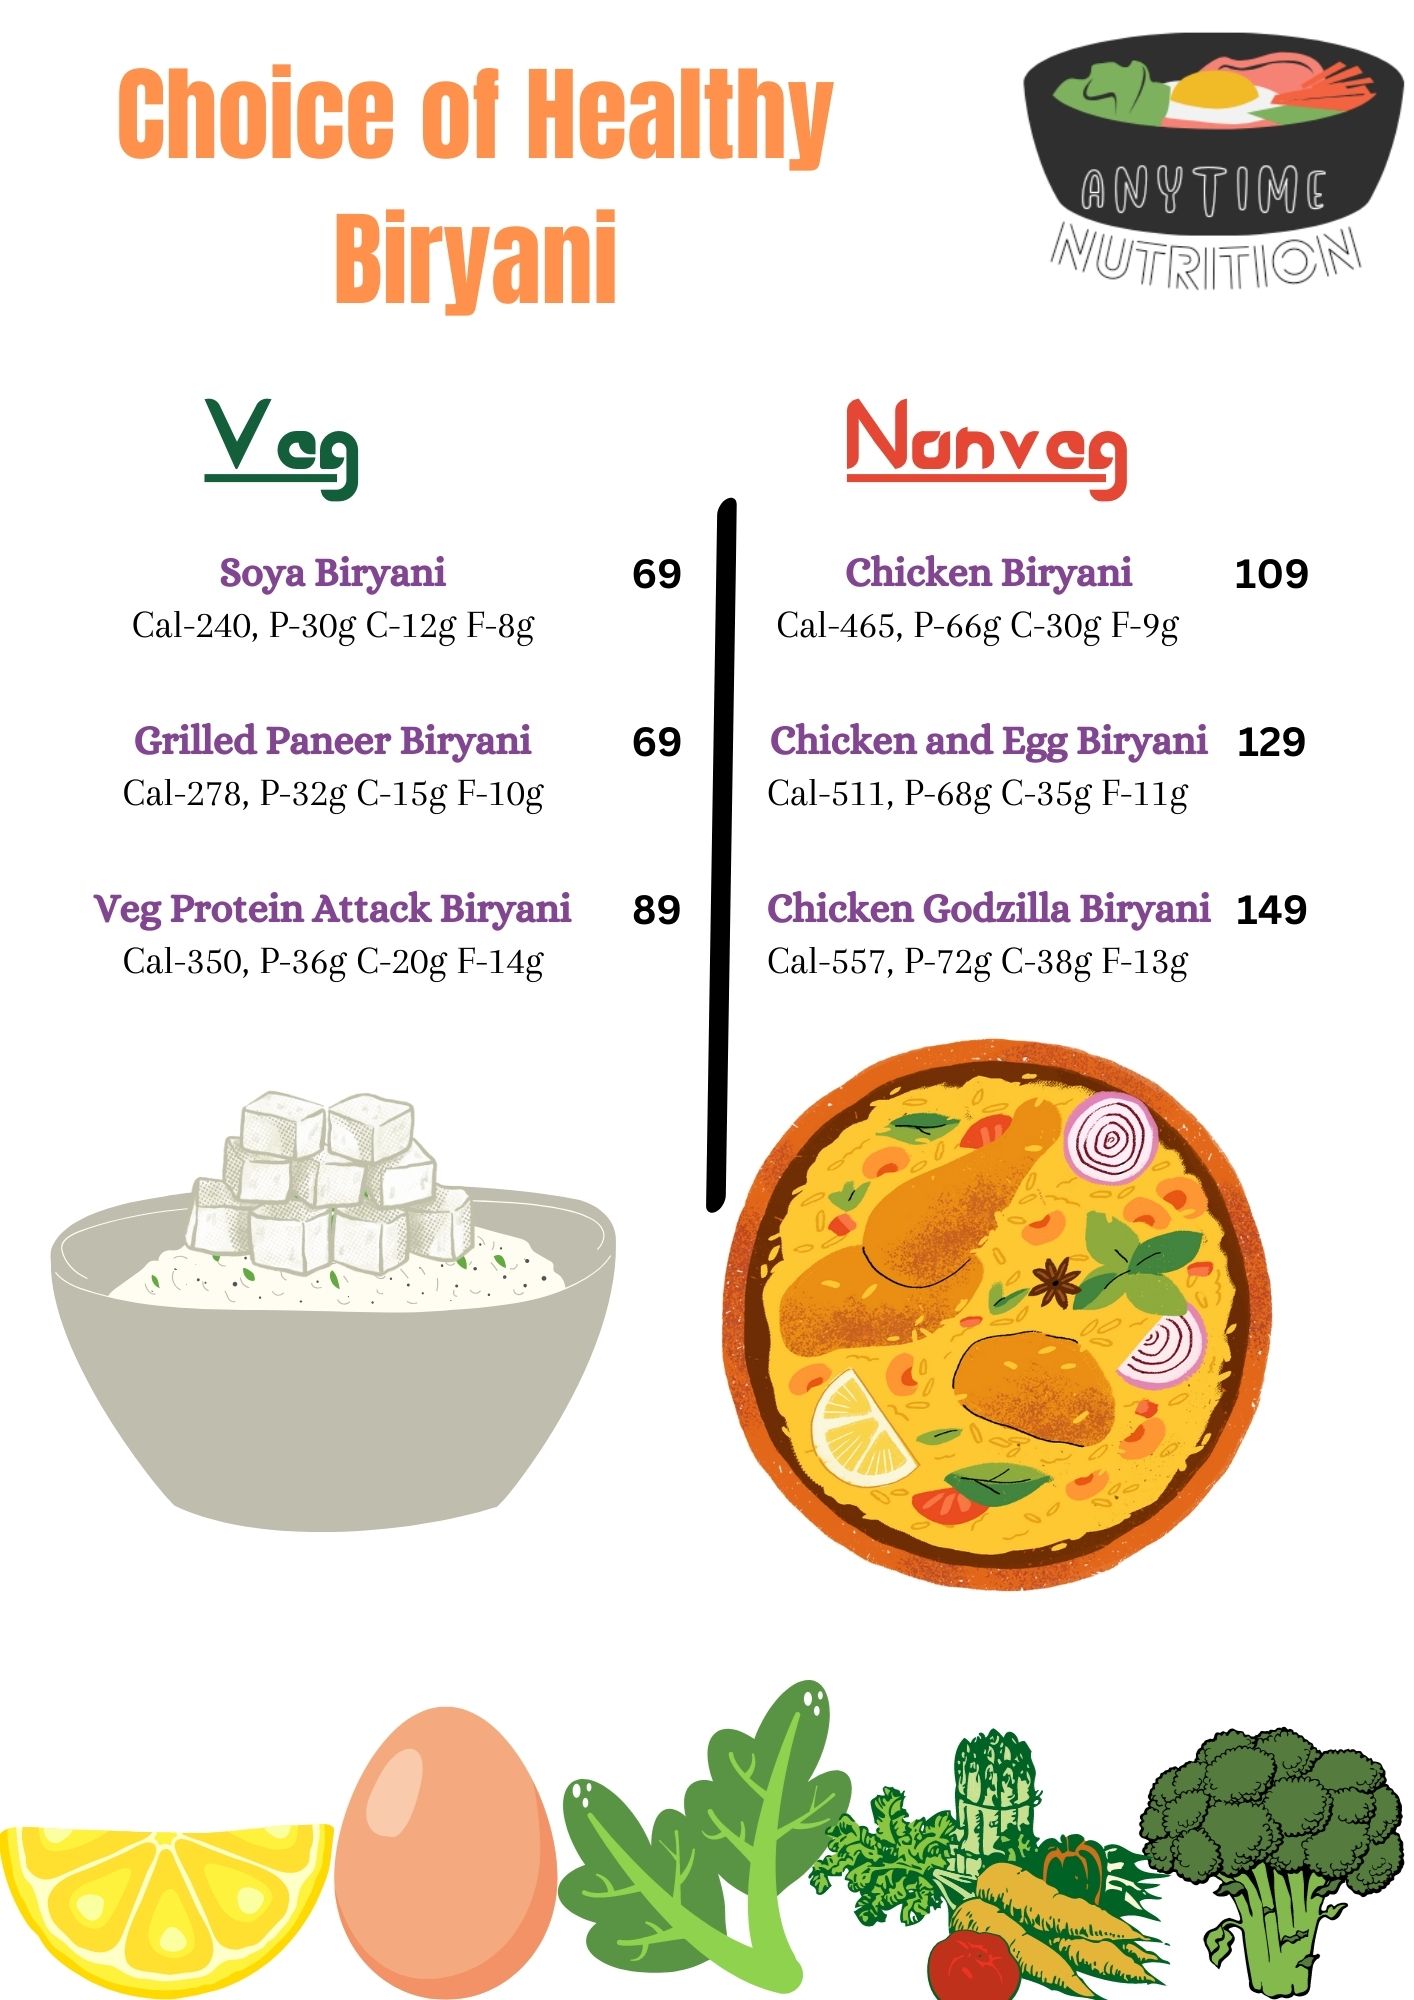 Choice of Healthy
Biryani
ANYTIME
NUTRITION
Veg
Soya Biryani 69
Cal-240, P-30g C-12g F-8g
Grilled Paneer Biryani 69
Cal-278, P-32g C-15g F-10g
Veg Protein Attack Biryani 89
Cal-350, P-36g C-20g F-14g
Nonveg
Chicken Biryani 109
Cal-465, P-66g C-30g F-9g
Chicken and Egg Biryani 129
Cal-511, P-68g C-35g F-11g
Chicken Godzilla Biryani 149
Cal-557, P-72g C-38g F-13g